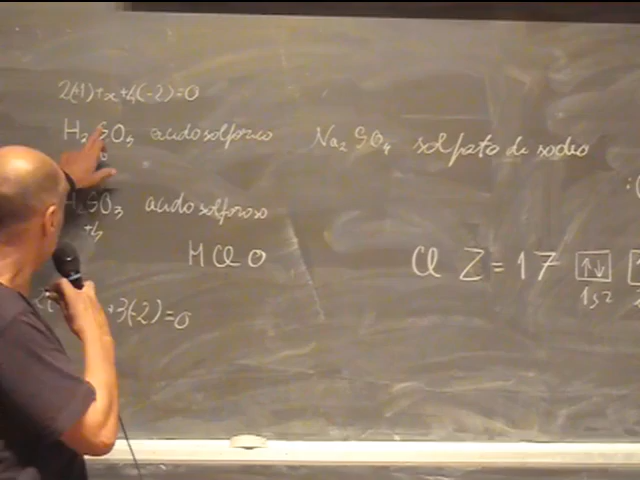 2(+1)+x+4(-2)=0
H₂SO₄ acido solforico Na₂SO₄ solfato di sodio
H₂SO₃ acido solforoso
+4
HClO Cl Z=17 ↑↓
1s²
+3(-2)=0